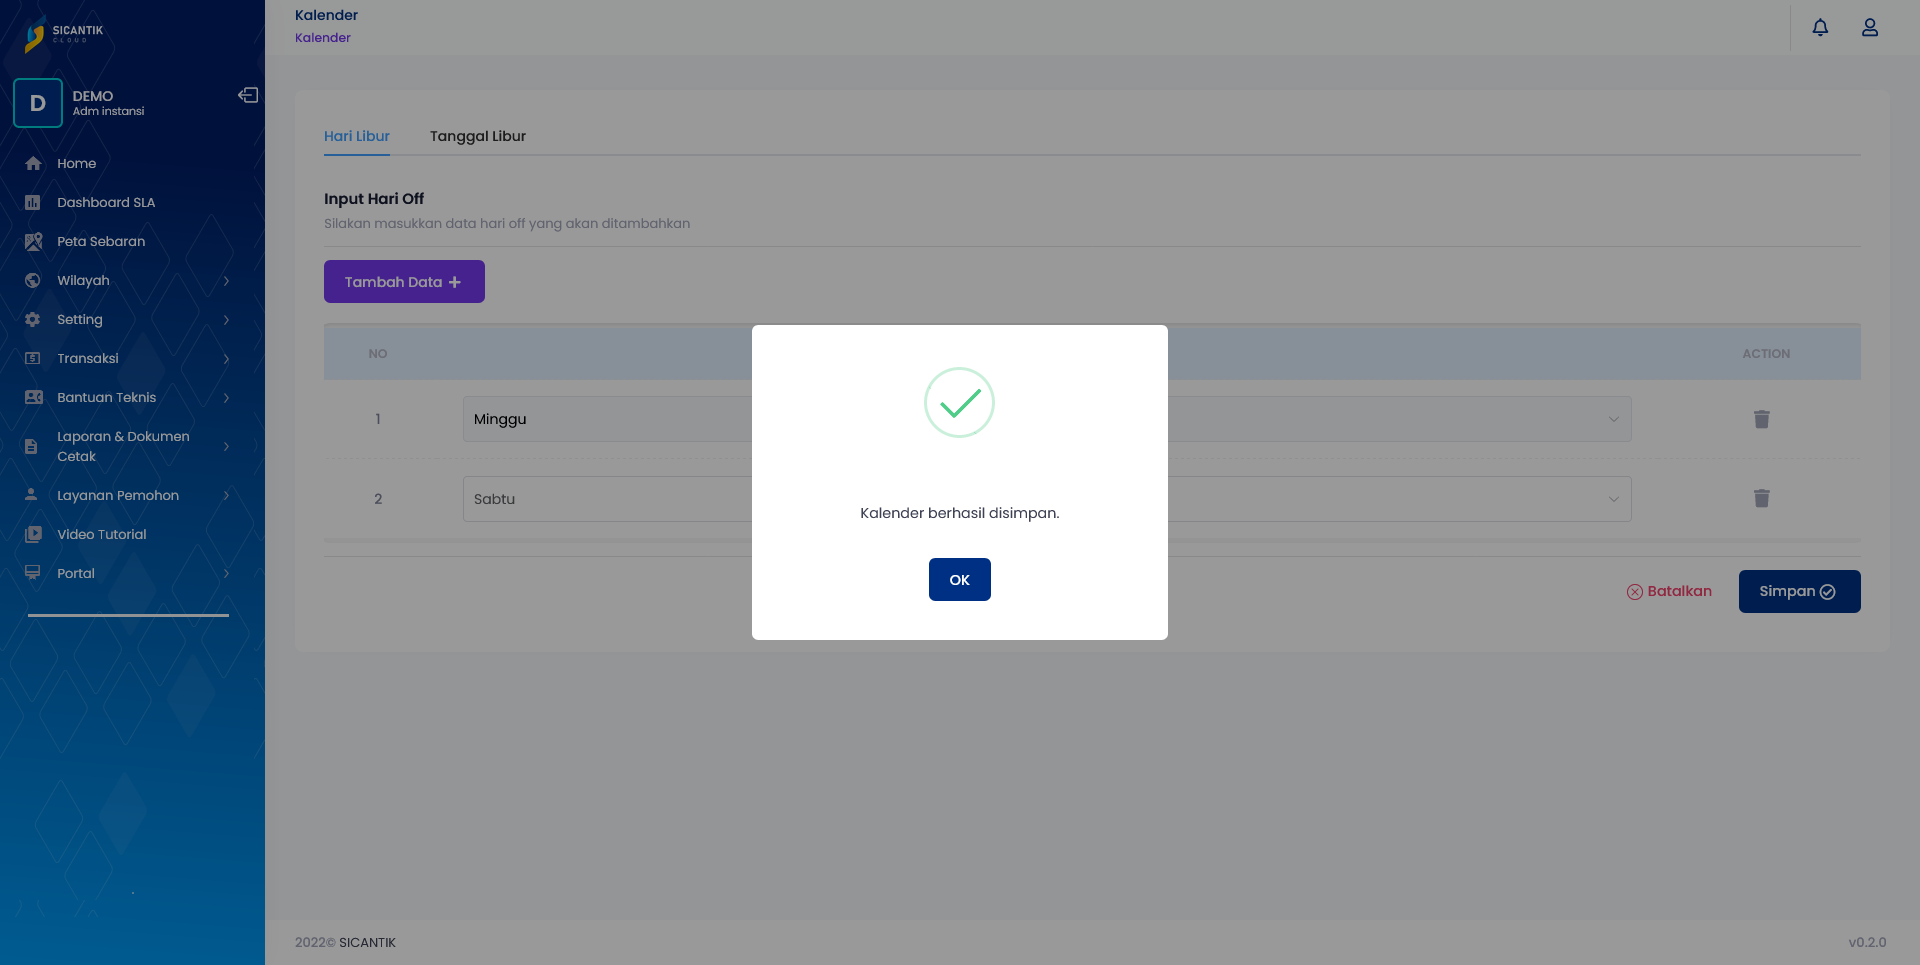 SICANTIK
CLOUD
Kalender
Kalender
D
DEMO
Adm instansi
Home
Dashboard SLA
Peta Sebaran
Wilayah
Setting
Transaksi
Bantuan Teknis
Laporan & Dokumen
Cetak
Layanan Pemohon
Video Tutorial
Portal
Hari Libur
Tanggal Libur
Input Hari Off
Silakan masukkan data hari off yang akan ditambahkan
Tambah Data
NO
ACTION
1
Minggu
2
Sabtu
Kalender berhasil disimpan.
OK
Batalkan
Simpan
2022© SICANTIK
v0.2.0